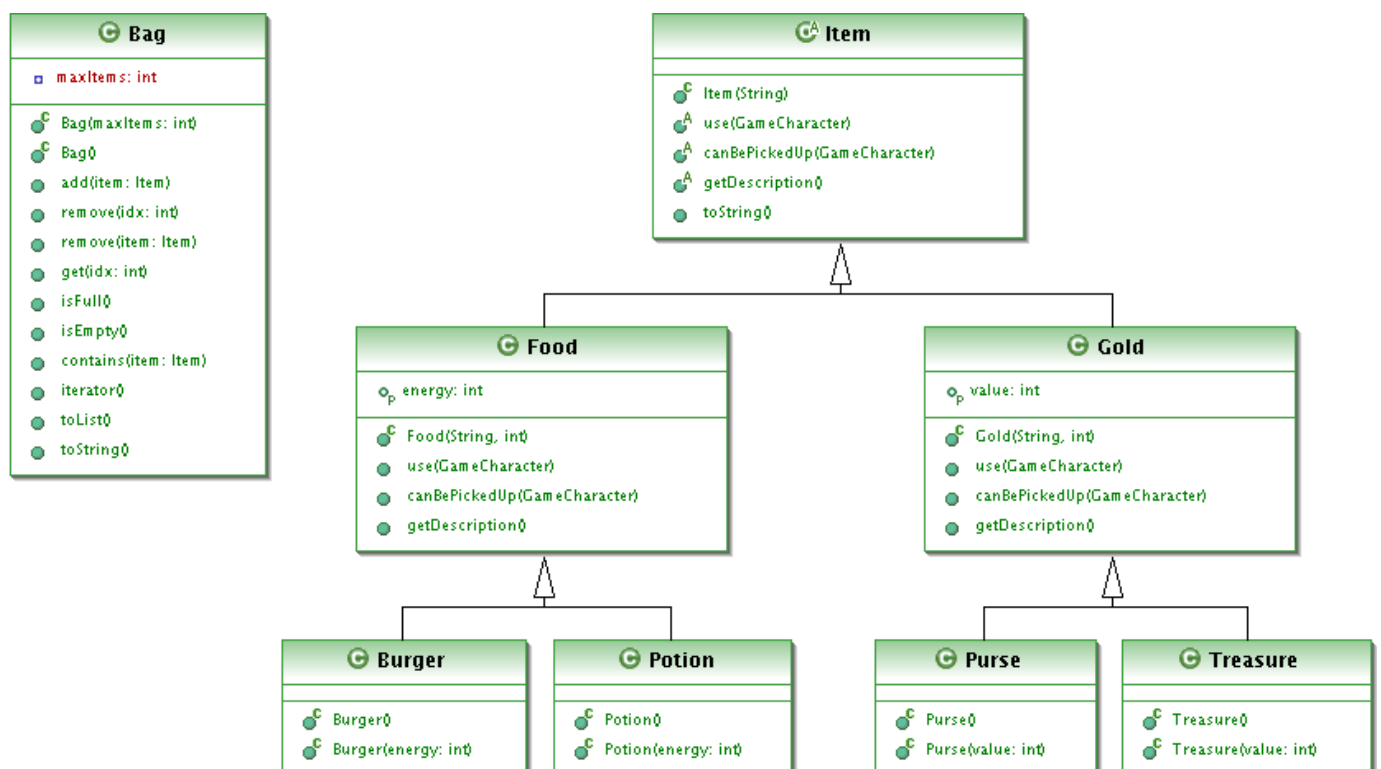 Bag
maxItems: int
Bag(maxItems: int)
Bag()
add(item: Item)
remove(idx: int)
remove(item: Item)
get(idx: int)
isFull()
isEmpty()
contains(item: Item)
iterator()
toList()
toString()
Item
Item(String)
use(GameCharacter)
canBePickedUp(GameCharacter)
getDescription()
toString()
Food
energy: int
Food(String, int)
use(GameCharacter)
canBePickedUp(GameCharacter)
getDescription()
Gold
value: int
Gold(String, int)
use(GameCharacter)
canBePickedUp(GameCharacter)
getDescription()
Burger
Burger()
Burger(energy: int)
Potion
Potion()
Potion(energy: int)
Purse
Purse()
Purse(value: int)
Treasure
Treasure()
Treasure(value: int)